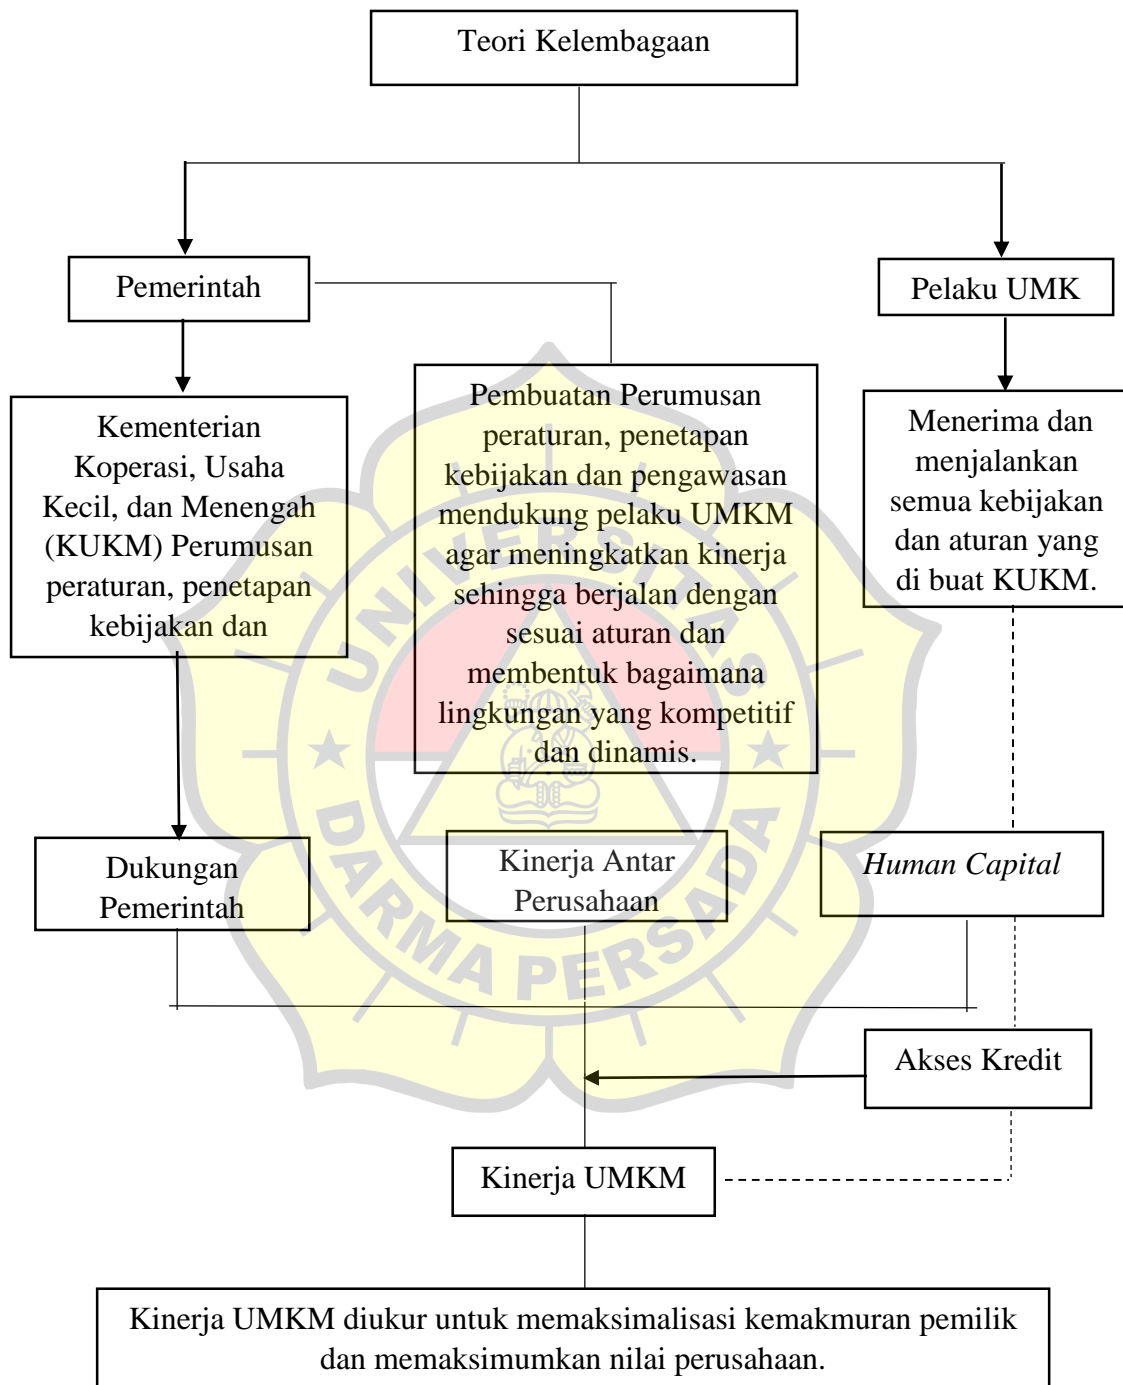 Teori Kelembagaan
Pemerintah
Pelaku UMK
Kementerian
Koperasi, Usaha
Kecil, dan Menengah
(KUKM) Perumusan
peraturan, penetapan
kebijakan dan
Pembuatan Perumusan
peraturan, penetapan
kebijakan dan pengawasan
mendukung pelaku UMKM
agar meningkatkan kinerja
sehingga berjalan dengan
sesuai aturan dan
membentuk bagaimana
lingkungan yang kompetitif
dan dinamis.
Menerima dan
menjalankan
semua kebijakan
dan aturan yang
di buat KUKM.
UNIVERSITAS
DARMA PERSADA
Dukungan
Pemerintah
Kinerja Antar
Perusahaan
Human Capital
Akses Kredit
Kinerja UMKM
Kinerja UMKM diukur untuk memaksimalisasi kemakmuran pemilik
dan memaksimumkan nilai perusahaan.